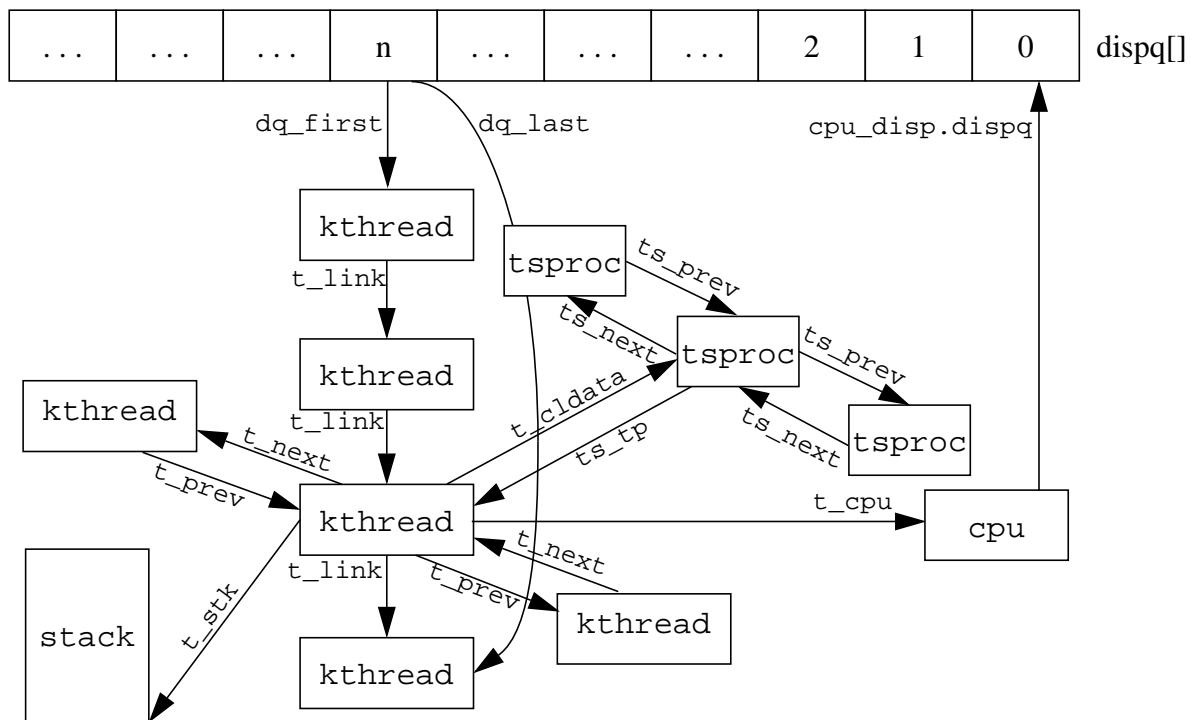 ... ... ... n ... ... ... 2 1 0 dispq[]
dq_first dq_last cpu_disp.dispq
kthread
t_link tsproc ts_prev
ts_next tsproc ts_prev
kthread
kthread t_link t_cldata ts_next tsproc
t_next ts_tp
t_prev
kthread t_cpu cpu
t_link t_prev t_next
stack t_stk kthread
kthread